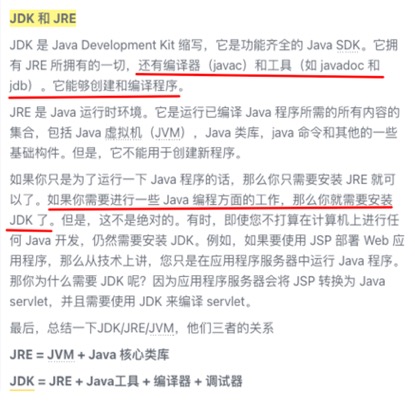 JDK 和 JRE
JDK 是 Java Development Kit 缩写，它是功能齐全的 Java SDK。它拥
有 JRE 所拥有的一切，还有编译器（javac）和工具（如 javadoc 和
jdb）。它能够创建和编译程序。
JRE 是 Java 运行时环境。它是运行已编译 Java 程序所需的所有内容的
集合，包括 Java 虚拟机（JVM），Java 类库，java 命令和其他的一些
基础构件。但是，它不能用于创建新程序。
如果你只是为了运行一下 Java 程序的话，那么你只需要安装 JRE 就可
以了。如果你需要进行一些 Java 编程方面的工作，那么你就需要安装
JDK 了。但是，这不是绝对的。有时，即使您不打算在计算机上进行任
何 Java 开发，仍然需要安装 JDK。例如，如果要使用 JSP 部署 Web 应
用程序，那么从技术上讲，您只是在应用程序服务器中运行 Java 程序。
那你为什么需要 JDK 呢？因为应用程序服务器会将 JSP 转换为 Java
servlet，并且需要使用 JDK 来编译 servlet。
最后，总结一下JDK/JRE/JVM，他们三者的关系
JRE = JVM + Java 核心类库
JDK = JRE + Java工具 + 编译器 + 调试器